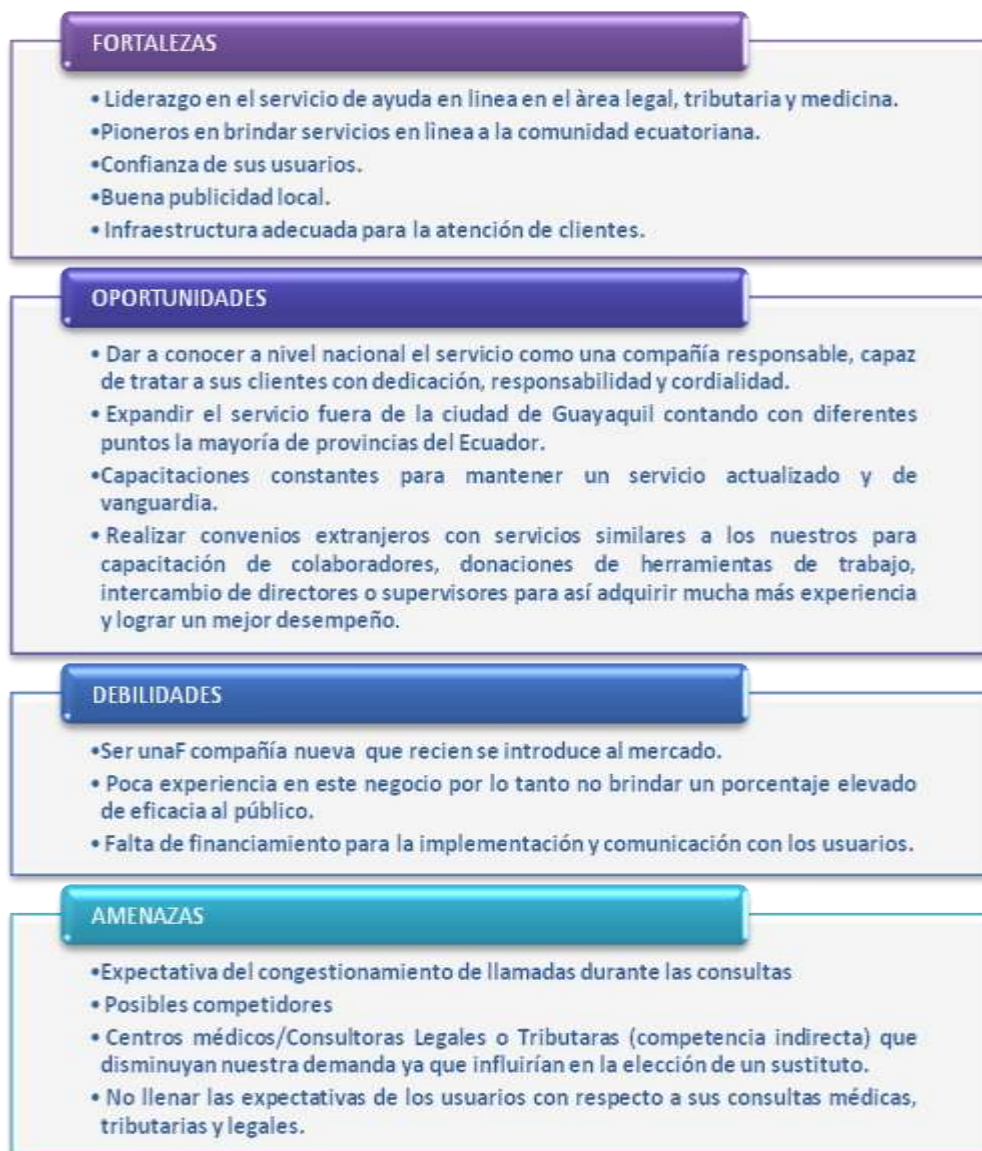 FORTALEZAS
• Liderazgo en el servicio de ayuda en linea en el àrea legal, tributaria y medicina.
•Pioneros en brindar servicios en lìnea a la comunidad ecuatoriana.
•Confianza de sus usuarios.
•Buena publicidad local.
• Infraestructura adecuada para la atención de clientes.
OPORTUNIDADES
• Dar a conocer a nivel nacional el servicio como una compañía responsable, capaz
de tratar a sus clientes con dedicación, responsabilidad y cordialidad.
• Expandir el servicio fuera de la ciudad de Guayaquil contando con diferentes
puntos la mayoría de provincias del Ecuador.
•Capacitaciones constantes para mantener un servicio actualizado y de
vanguardia.
• Realizar convenios extranjeros con servicios similares a los nuestros para
capacitación de colaboradores, donaciones de herramientas de trabajo,
intercambio de directores o supervisores para así adquirir mucha más experiencia
y lograr un mejor desempeño.
DEBILIDADES
•Ser unaF compañía nueva que recien se introduce al mercado.
• Poca experiencia en este negocio por lo tanto no brindar un porcentaje elevado
de eficacia al público.
• Falta de financiamiento para la implementación y comunicación con los usuarios.
AMENAZAS
•Expectativa del congestionamiento de llamadas durante las consultas
• Posibles competidores
• Centros médicos/Consultoras Legales o Tributaras (competencia indirecta) que
disminuyan nuestra demanda ya que influirían en la elección de un sustituto.
• No llenar las expectativas de los usuarios con respecto a sus consultas médicas,
tributarias y legales.